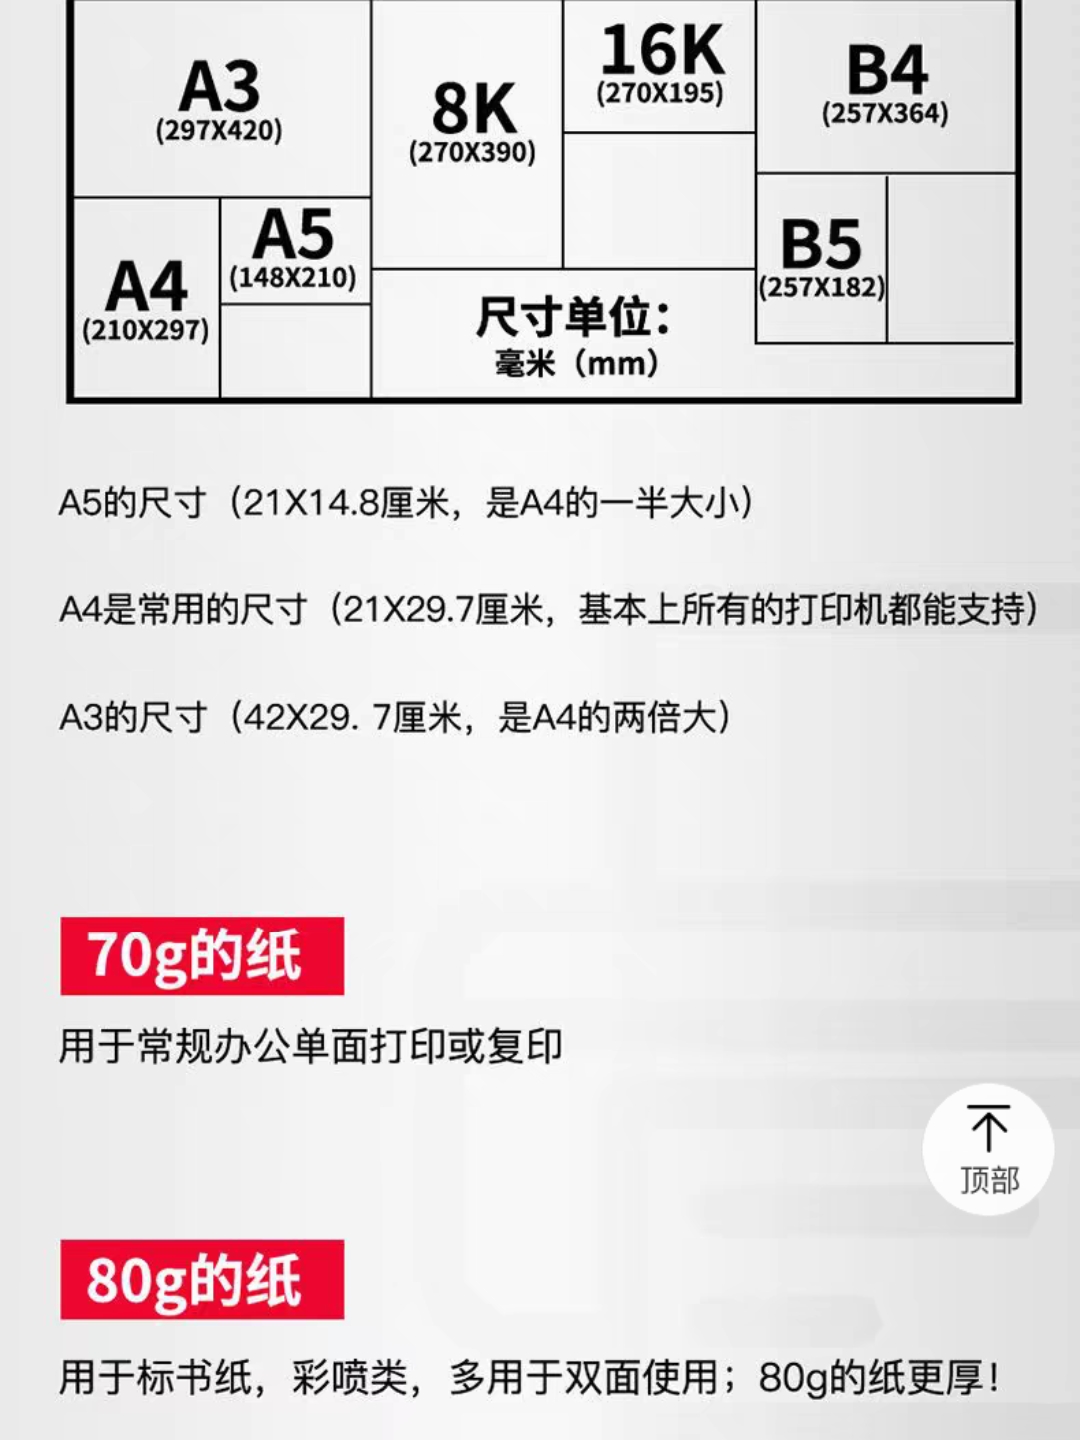 A3
(297X420)
8K
(270X390)
16K
(270X195)
B4
(257X364)
A4
(210X297)
A5
(148X210)
B5
(257X182)
尺寸单位：
毫米（mm）
A5的尺寸（21X14.8厘米，是A4的一半大小）
A4是常用的尺寸（21X29.7厘米，基本上所有的打印机都能支持）
A3的尺寸（42X29. 7厘米，是A4的两倍大）
70g的纸
用于常规办公单面打印或复印
顶部
80g的纸
用于标书纸，彩喷类，多用于双面使用；80g的纸更厚！